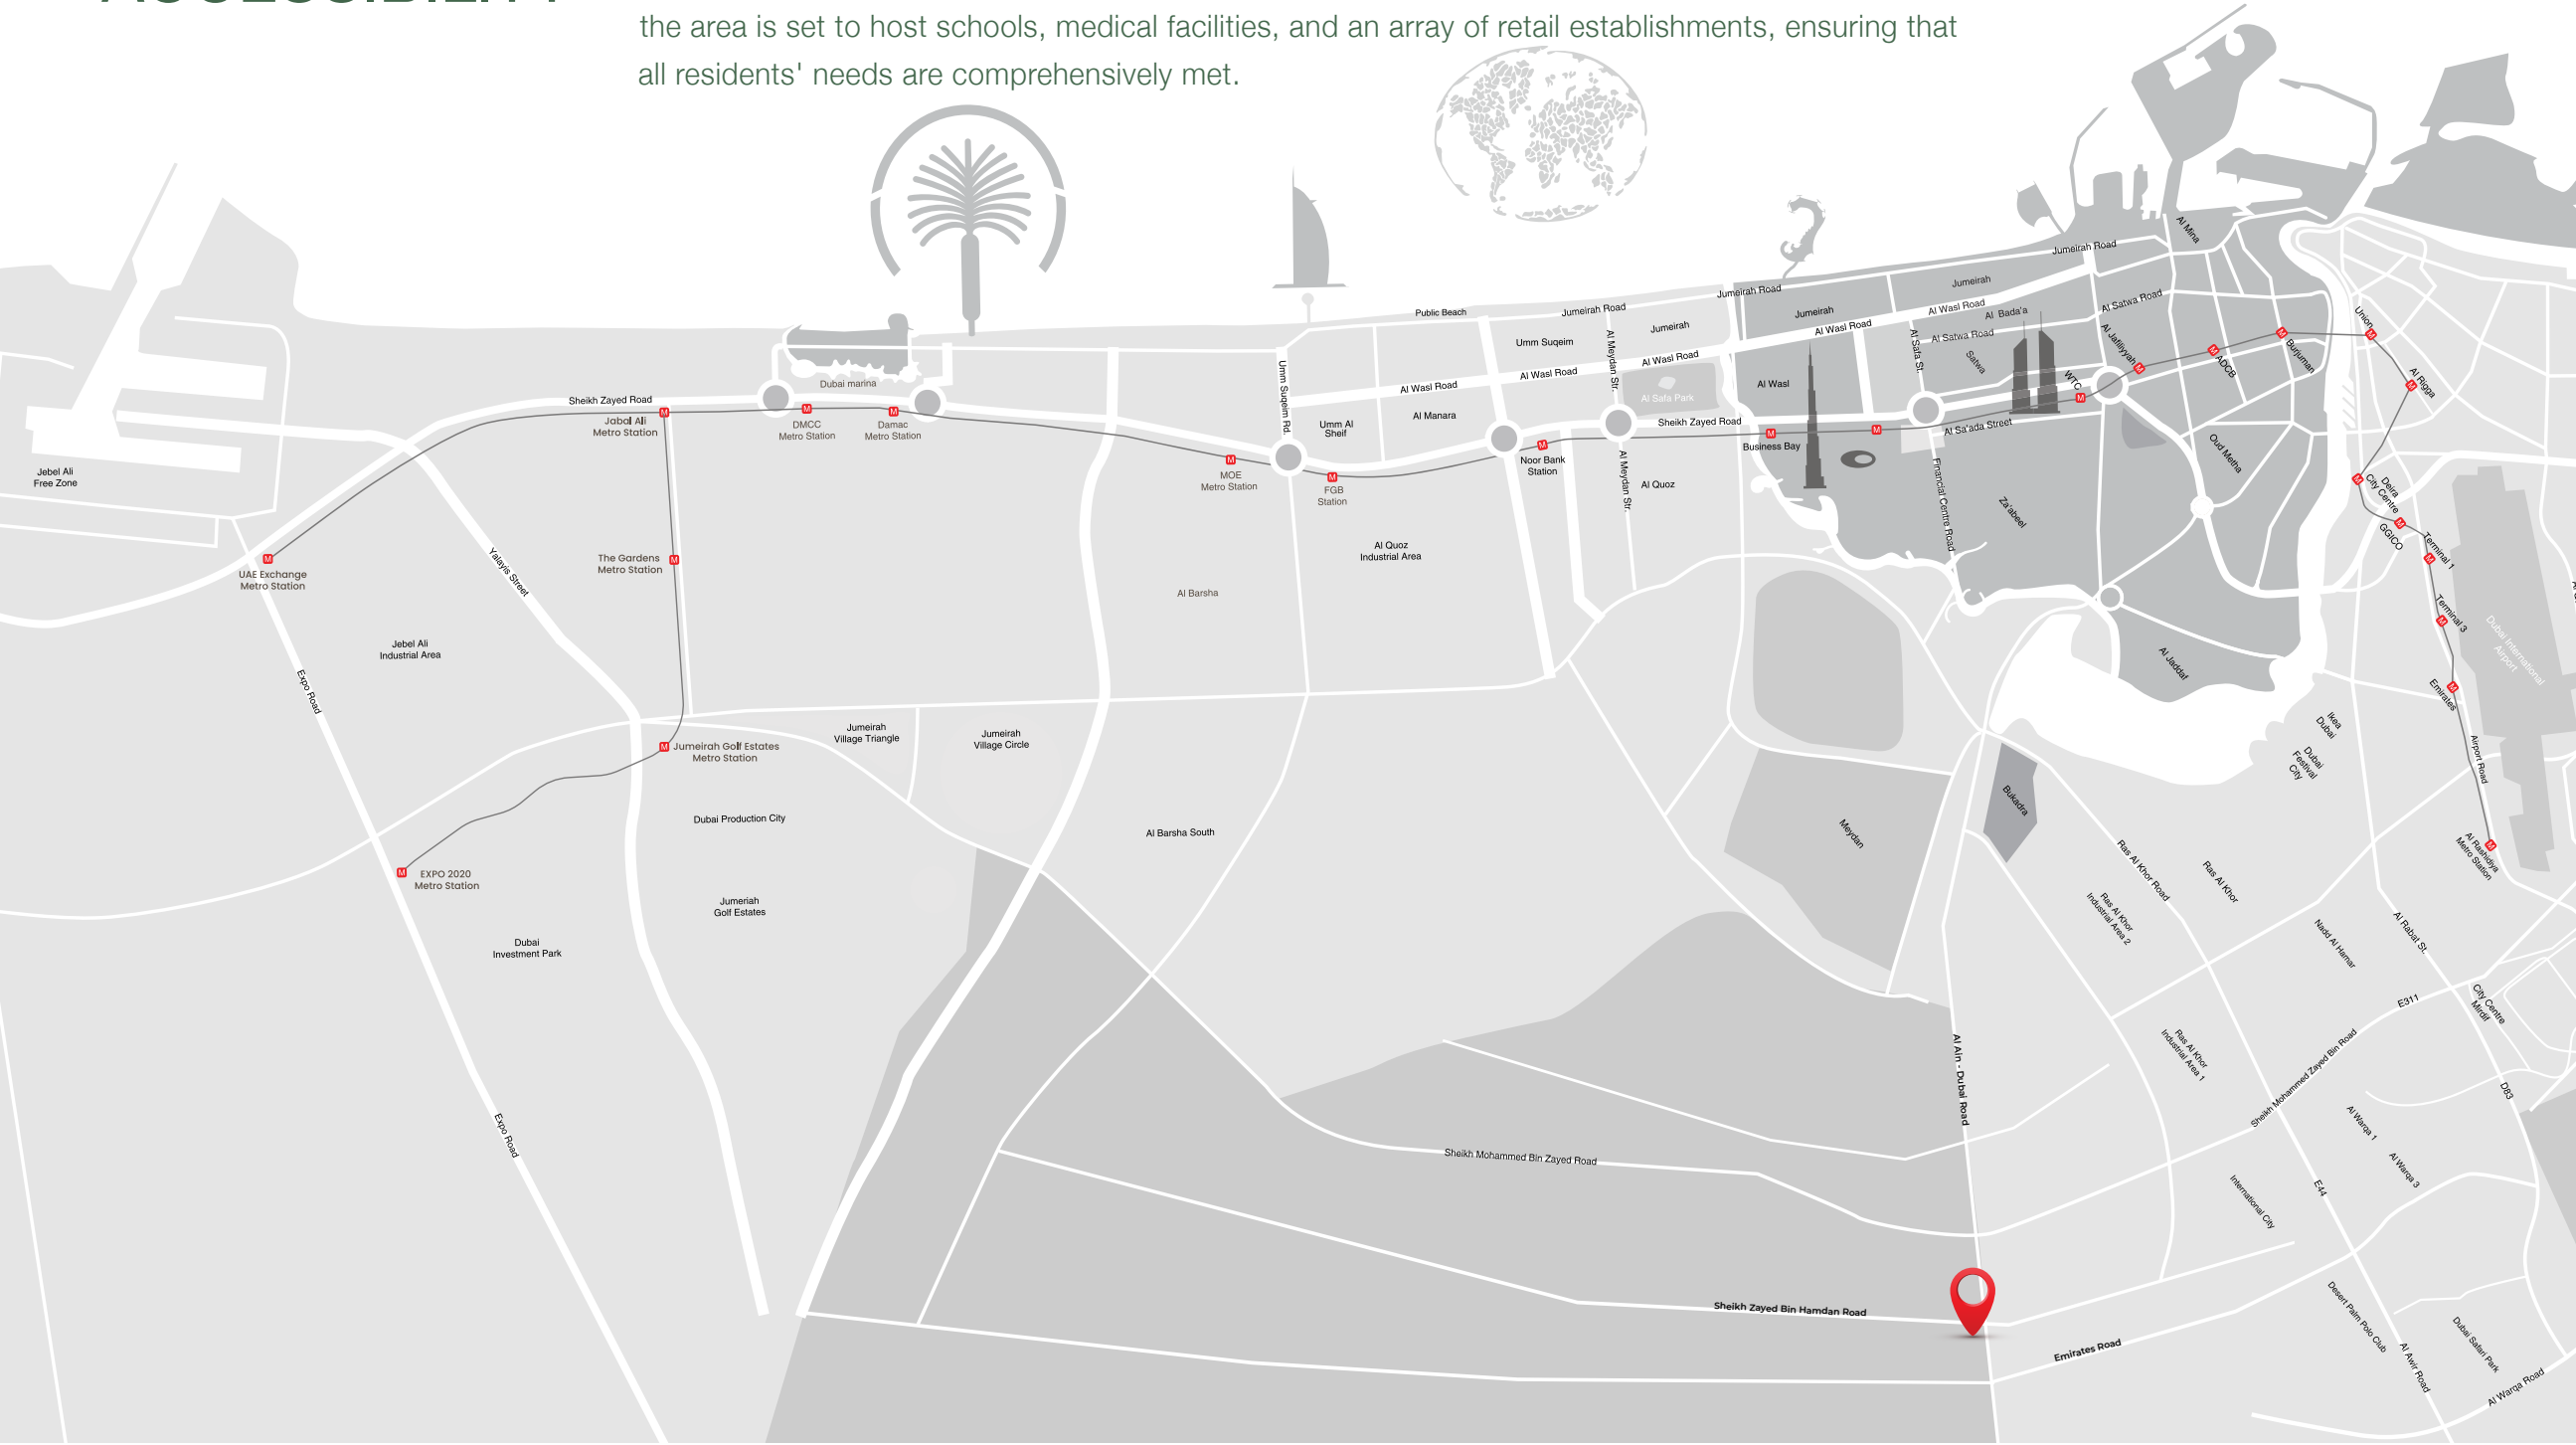 ACCESSIBILITY
the area is set to host schools, medical facilities, and an array of retail establishments, ensuring that
all residents' needs are comprehensively met.
Al Mina
Jumeirah Road
Jumeirah
Jumeirah Road
Jumeirah Road
Public Beach
Jumeirah
Jumeirah
Al Wasl Road
Al Bada'a
Al Satwa Road
Al Satwa Road
Al Wasl Road
Al Safa St.
Satwa
Al Jafiliyyah
WTC
ADCB
Burjuman
Union
Al Rigga
Umm Suqeim
Al Meydan Str.
Al Wasl Road
Al Wasl Road
Al Wasl Road
Al Wasl
Al Safa Park
Umm Suqeim Rd.
Al Manara
Umm Al
Sheif
Sheikh Zayed Road
Al Sa'ada Street
Business Bay
Dubai marina
Sheikh Zayed Road
Jabal Ali
Metro Station
DMCC
Metro Station
Damac
Metro Station
MOE
Metro Station
FGB
Station
Noor Bank
Station
Al Meydan Str.
Al Quoz
Financial Centre Road
Za'abeel
Oud Metha
Deira
City Centre
GGICO
Terminal 1
Terminal 3
Emirates
Dubai International
Airport
Airport Road
Al Rashidiya
Metro Station
Jebel Ali
Free Zone
UAE Exchange
Metro Station
Yalayis Street
The Gardens
Metro Station
Al Barsha
Al Quoz
Industrial Area
Jebel Ali
Industrial Area
Expo Road
Al Jaddaf
Ikea
Dubai
Dubai
Festival
City
Jumeirah Golf Estates
Metro Station
Jumeirah
Village Triangle
Jumeirah
Village Circle
Dubai Production City
Al Barsha South
Meydan
Bukadra
Ras Al Khor Road
Ras Al Khor
Ras Al Khor
Industrial Area 2
EXPO 2020
Metro Station
Jumeriah
Golf Estates
Dubai
Investment Park
Nadd Al Hamar
Al Rabat St.
E311
City Centre
Mirdif
Sheikh Mohammed Zayed Bin Road
Ras Al Khor
Industrial Area 1
D83
Al Ain - Dubai Road
Expo Road
Sheikh Mohammed Bin Zayed Road
Al Warqa 1
Al Warqa 3
E44
International City
Sheikh Zayed Bin Hamdan Road
Emirates Road
Desert Palm Polo Club
Al Awir Road
Dubai Safari Park
Al Warqa Road